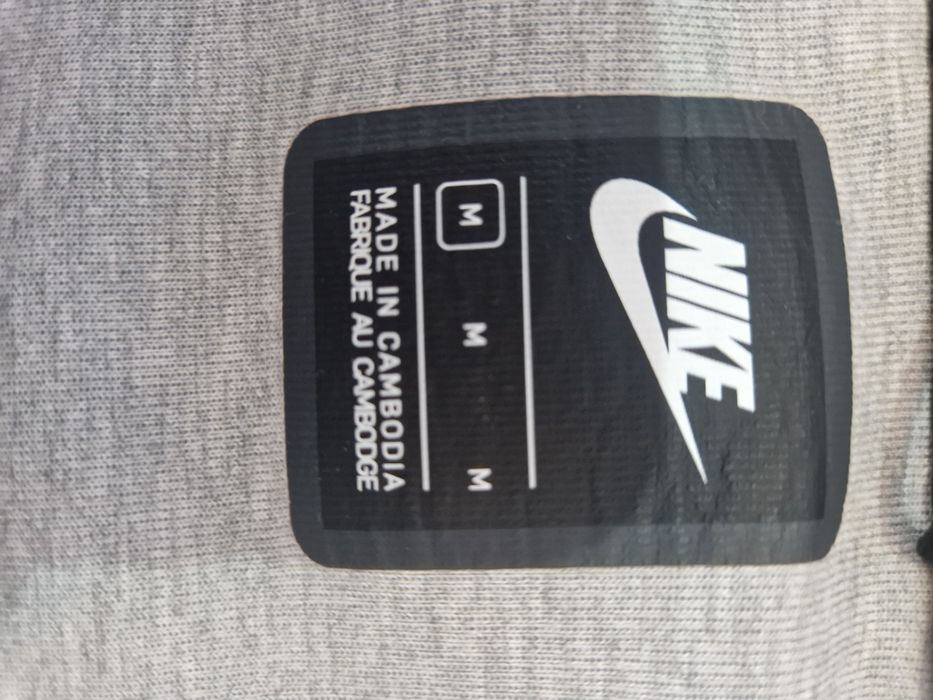 NIKE
M M M
MADE IN CAMBODIA
FABRIQUE AU CAMBODGE